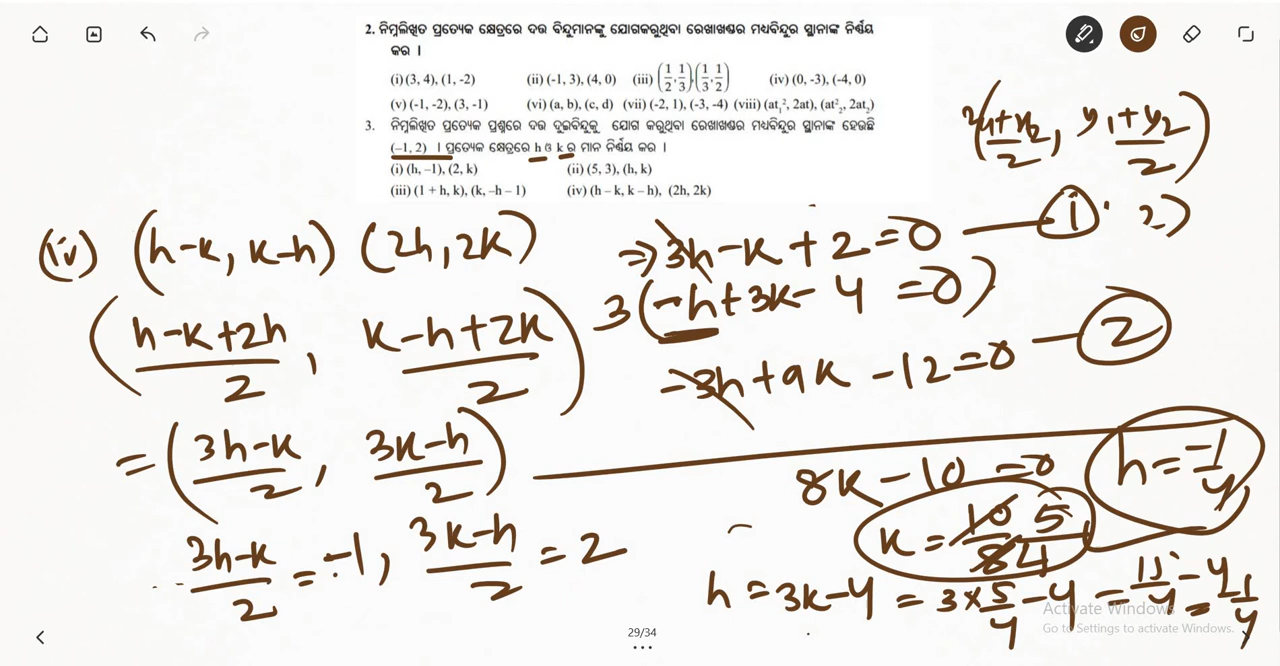 2. ନିମ୍ନଲିଖିତ ପ୍ରତ୍ୟେକ କ୍ଷେତ୍ରରେ ଦତ୍ତ ବିନ୍ଦୁମାନଙ୍କୁ ଯୋଗକରୁଥିବା ରେଖାଖଣ୍ଡର ମଧ୍ୟବିନ୍ଦୁର ସ୍ଥାନାଙ୍କ ନିର୍ଣ୍ଣୟ
କର ।
(i) (3, 4), (1, -2) (ii) (-1, 3), (4, 0) (iii) (1/2, 1/3), (1/3, 1/2) (iv) (0, -3), (-4, 0)
(v) (-1, -2), (3, -1) (vi) (a, b), (c, d) (vii) (-2, 1), (-3, -4) (viii) (at₁², 2at), (at²₂, 2at₂)
3. ନିମ୍ନଲିଖିତ ପ୍ରତ୍ୟେକ ପ୍ରଶ୍ନରେ ଦତ୍ତ ଦୁଇବିନ୍ଦୁକୁ ଯୋଗ କରୁଥିବା ରେଖାଖଣ୍ଡର ମଧ୍ୟବିନ୍ଦୁର ସ୍ଥାନାଙ୍କ ହେଉଛି
(–1, 2) । ପ୍ରତ୍ୟେକ କ୍ଷେତ୍ରରେ h ଓ k ର ମାନ ନିର୍ଣ୍ଣୟ କର ।
(i) (h, –1), (2, k) (ii) (5, 3), (h, k)
(iii) (1 + h, k), (k, –h – 1) (iv) (h – k, k – h), (2h, 2k)
(x₁+x₂/2, y₁+y₂/2)
2)
(iv) (h-k, k-h) (2h, 2k)
(h-k+2h/2, k-h+2k/2)
= (3h-k/2, 3k-h/2)
3h-k/2 = -1, 3k-h/2 = 2
⇒ 3h-k+2=0 — 1
3(-h+3k-4=0)
-3h+9k-12=0 — 2
8k-10=0
k = 10/8 5/4
h = -1/4
h = 3k-4 = 3×5/4-4 = 15/4-4 = 1/4
29/34
Activate Windows
Go to Settings to activate Windows.